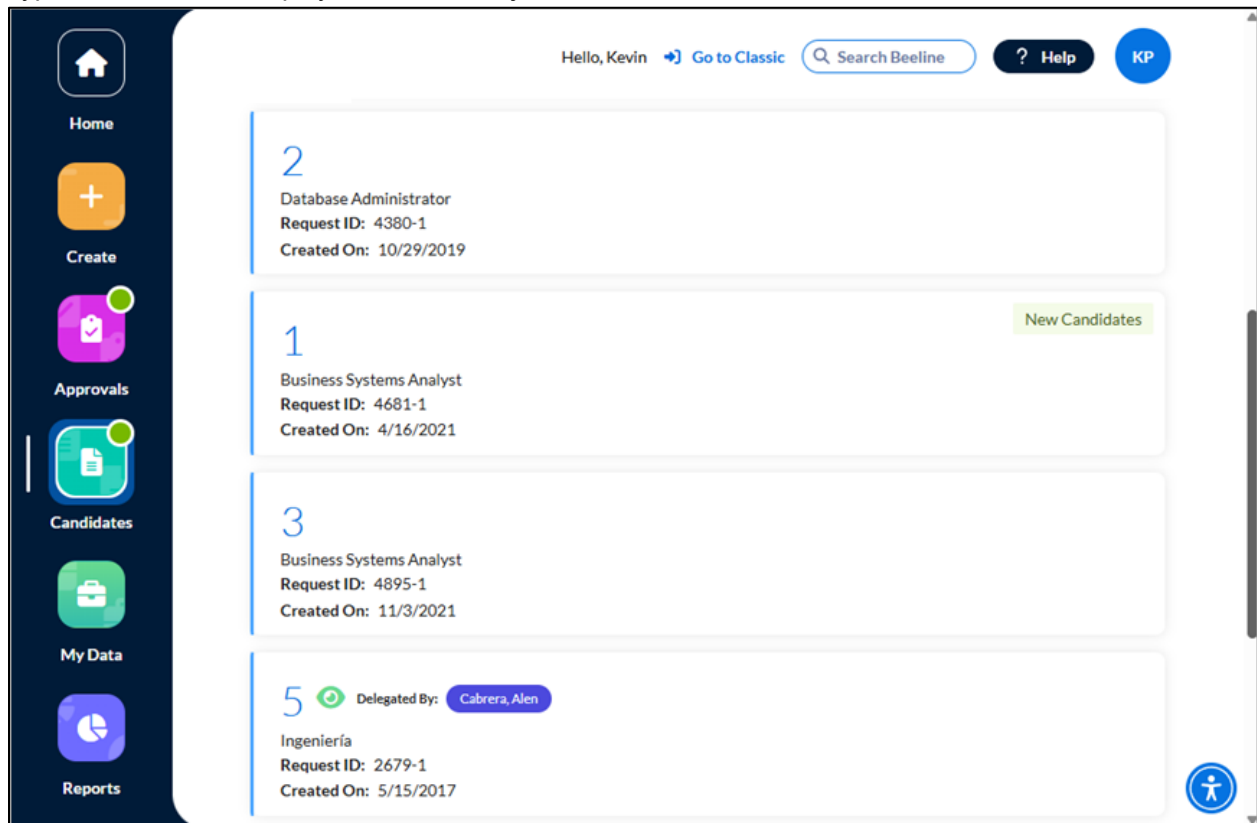 Hello, Kevin Go to Classic Search Beeline ? Help KP
Home
Create
Approvals
Candidates
My Data
Reports
2
Database Administrator
Request ID: 4380-1
Created On: 10/29/2019
New Candidates
1
Business Systems Analyst
Request ID: 4681-1
Created On: 4/16/2021
3
Business Systems Analyst
Request ID: 4895-1
Created On: 11/3/2021
5 Delegated By: Cabrera, Alen
Ingeniería
Request ID: 2679-1
Created On: 5/15/2017